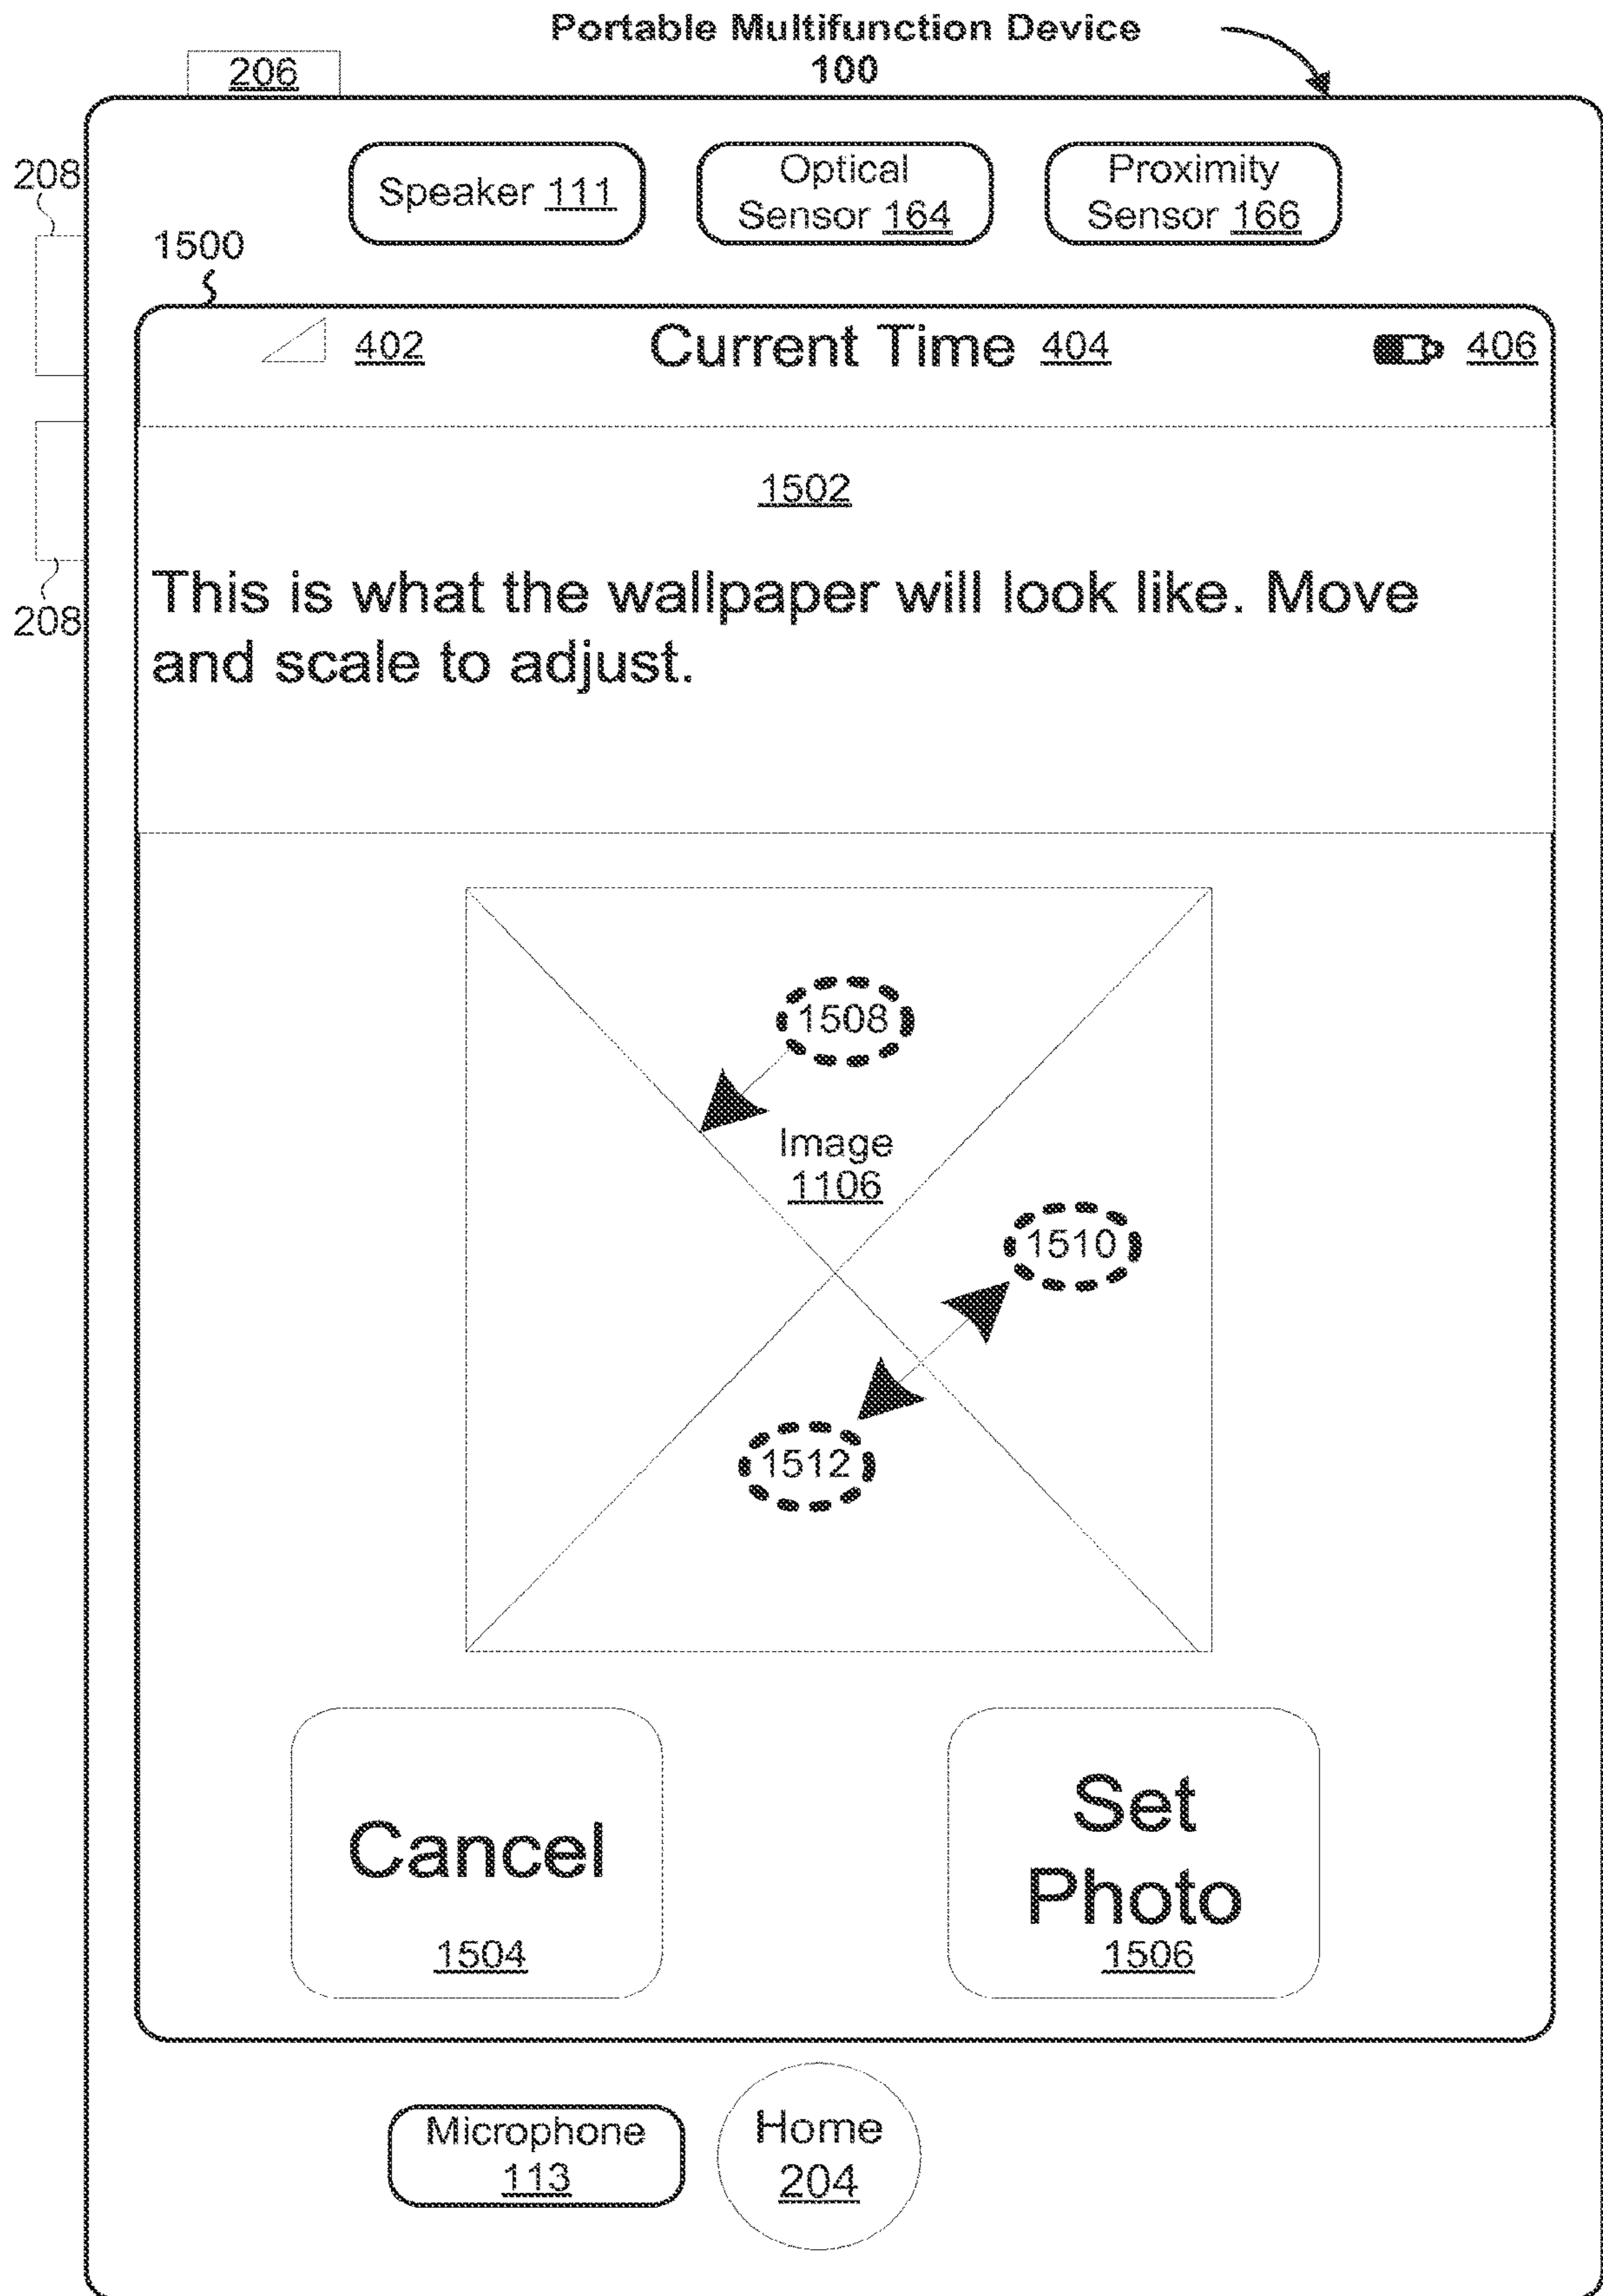 Portable Multifunction Device
100
206
208
Speaker 111
Optical
Sensor 164
Proximity
Sensor 166
1500
402
Current Time 404
406
1502
This is what the wallpaper will look like. Move
and scale to adjust.
208
1508
Image
1106
1510
1512
Cancel
1504
Set
Photo
1506
Microphone
113
Home
204